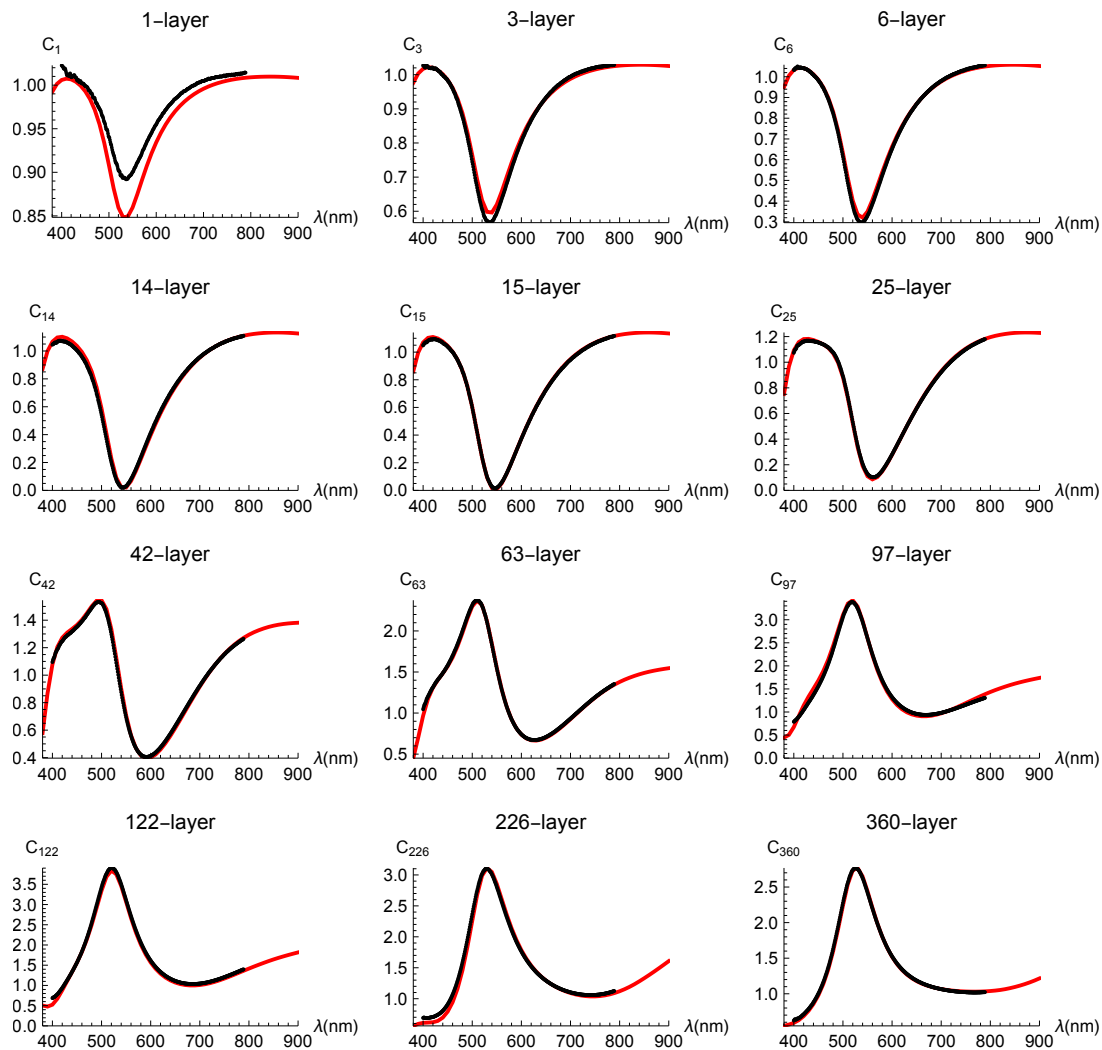 1−layer 3−layer 6−layer
C1 C3 C6
1.00 1.0 1.0
0.95 0.9 0.9
0.90 0.8 0.8
0.85 0.7 0.7
0.6 0.6
0.5
0.4
0.3
400 500 600 700 800 900 λ(nm) 400 500 600 700 800 900 λ(nm) 400 500 600 700 800 900 λ(nm)
14−layer 15−layer 25−layer
C14 C15 C25
1.0 1.0 1.2
0.8 0.8 1.0
0.6 0.6 0.8
0.4 0.4 0.6
0.2 0.2 0.4
0.0 0.0 0.2
0.0
400 500 600 700 800 900 λ(nm) 400 500 600 700 800 900 λ(nm) 400 500 600 700 800 900 λ(nm)
42−layer 63−layer 97−layer
C42 C63 C97
1.4 2.0 3.0
1.2 1.5 2.5
1.0 1.0 2.0
0.8 0.5 1.5
0.6 1.0
0.4 0.5
0.0
400 500 600 700 800 900 λ(nm) 400 500 600 700 800 900 λ(nm) 400 500 600 700 800 900 λ(nm)
122−layer 226−layer 360−layer
C122 C226 C360
3.5 3.0 2.5
3.0 2.5 2.0
2.5 2.0 1.5
2.0 1.5 1.0
1.5 1.0
1.0
0.5
0.0
400 500 600 700 800 900 λ(nm) 400 500 600 700 800 900 λ(nm) 400 500 600 700 800 900 λ(nm)